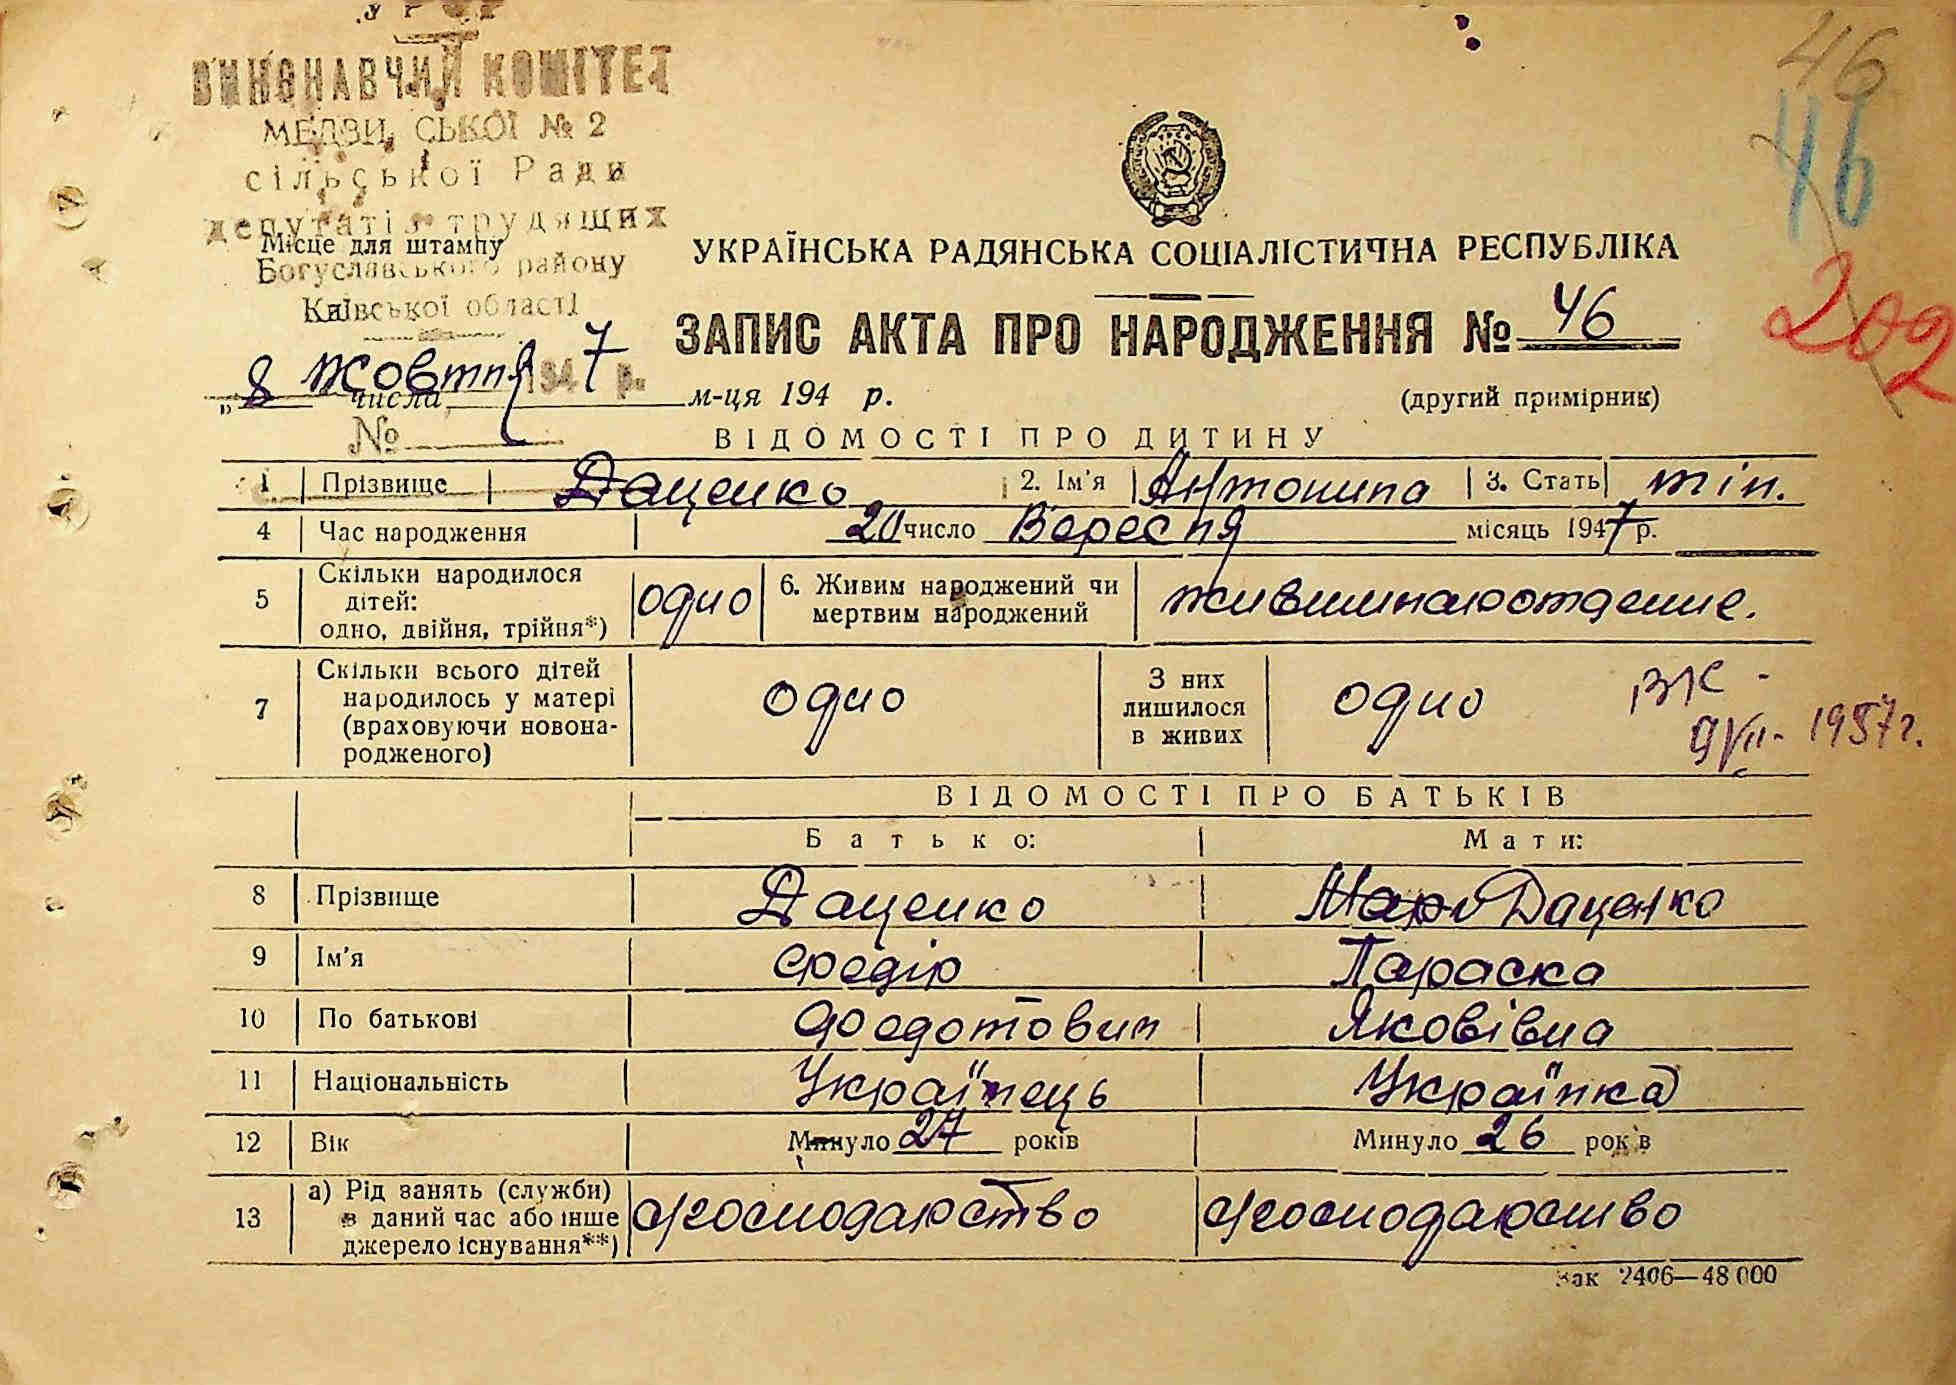 УРСР
ВИКОНАВЧИЙ КОМІТЕТ
МЕДВИНСЬКОЇ № 2
сільської Ради
депутатів трудящих
Місце для штампу
Богуславського району
Київської області
46
46
202
УКРАЇНСЬКА РАДЯНСЬКА СОЦІАЛІСТИЧНА РЕСПУБЛІКА
ЗАПИС АКТА ПРО НАРОДЖЕННЯ № 46
„8 Жовтня 1947 р.
числа м-ця 194 р.
(другий примірник)
№
ВІДОМОСТІ ПРО ДИТИНУ
1 Прізвище Даценко 2. Ім'я Антонина 3. Стать жін.
4 Час народження 20 число Вересня місяць 1947 р.
5 Скільки народилося дітей: одно, двійня, трійня*) одно 6. Живим народжений чи мертвим народжений
7 Скільки всього дітей народилось у матері (враховуючи новонародженого) одно З них лишилося в живих одно
ВК -
9/VII - 1957 г.
ВІДОМОСТІ ПРО БАТЬКІВ
Батько: Мати:
8 Прізвище Даценко Даценко
9 Ім'я Федір Параска
10 По батькові Федотович Яковівна
11 Національність Українець Українка
12 Вік Минуло 27 років Минуло 26 років
13 а) Рід занять (служби) в даний час або інше джерело існування**)
Зак 2406—48 000